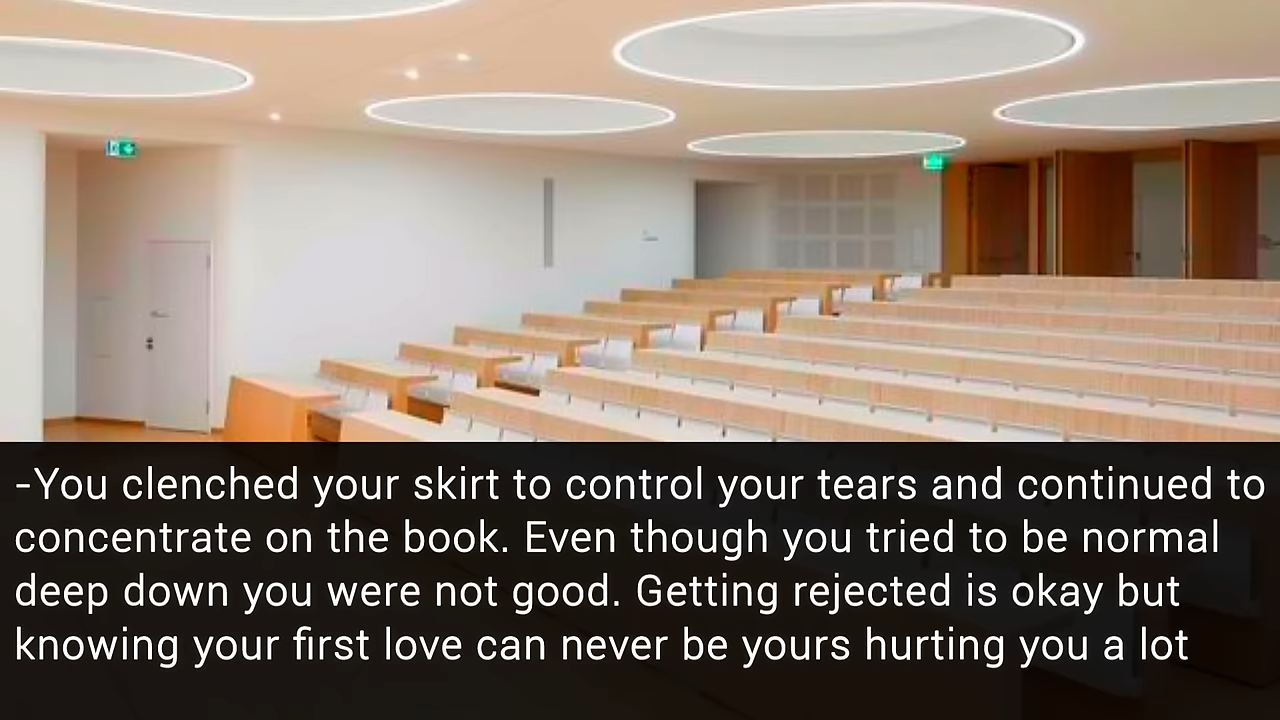 -You clenched your skirt to control your tears and continued to
concentrate on the book. Even though you tried to be normal
deep down you were not good. Getting rejected is okay but
knowing your first love can never be yours hurting you a lot